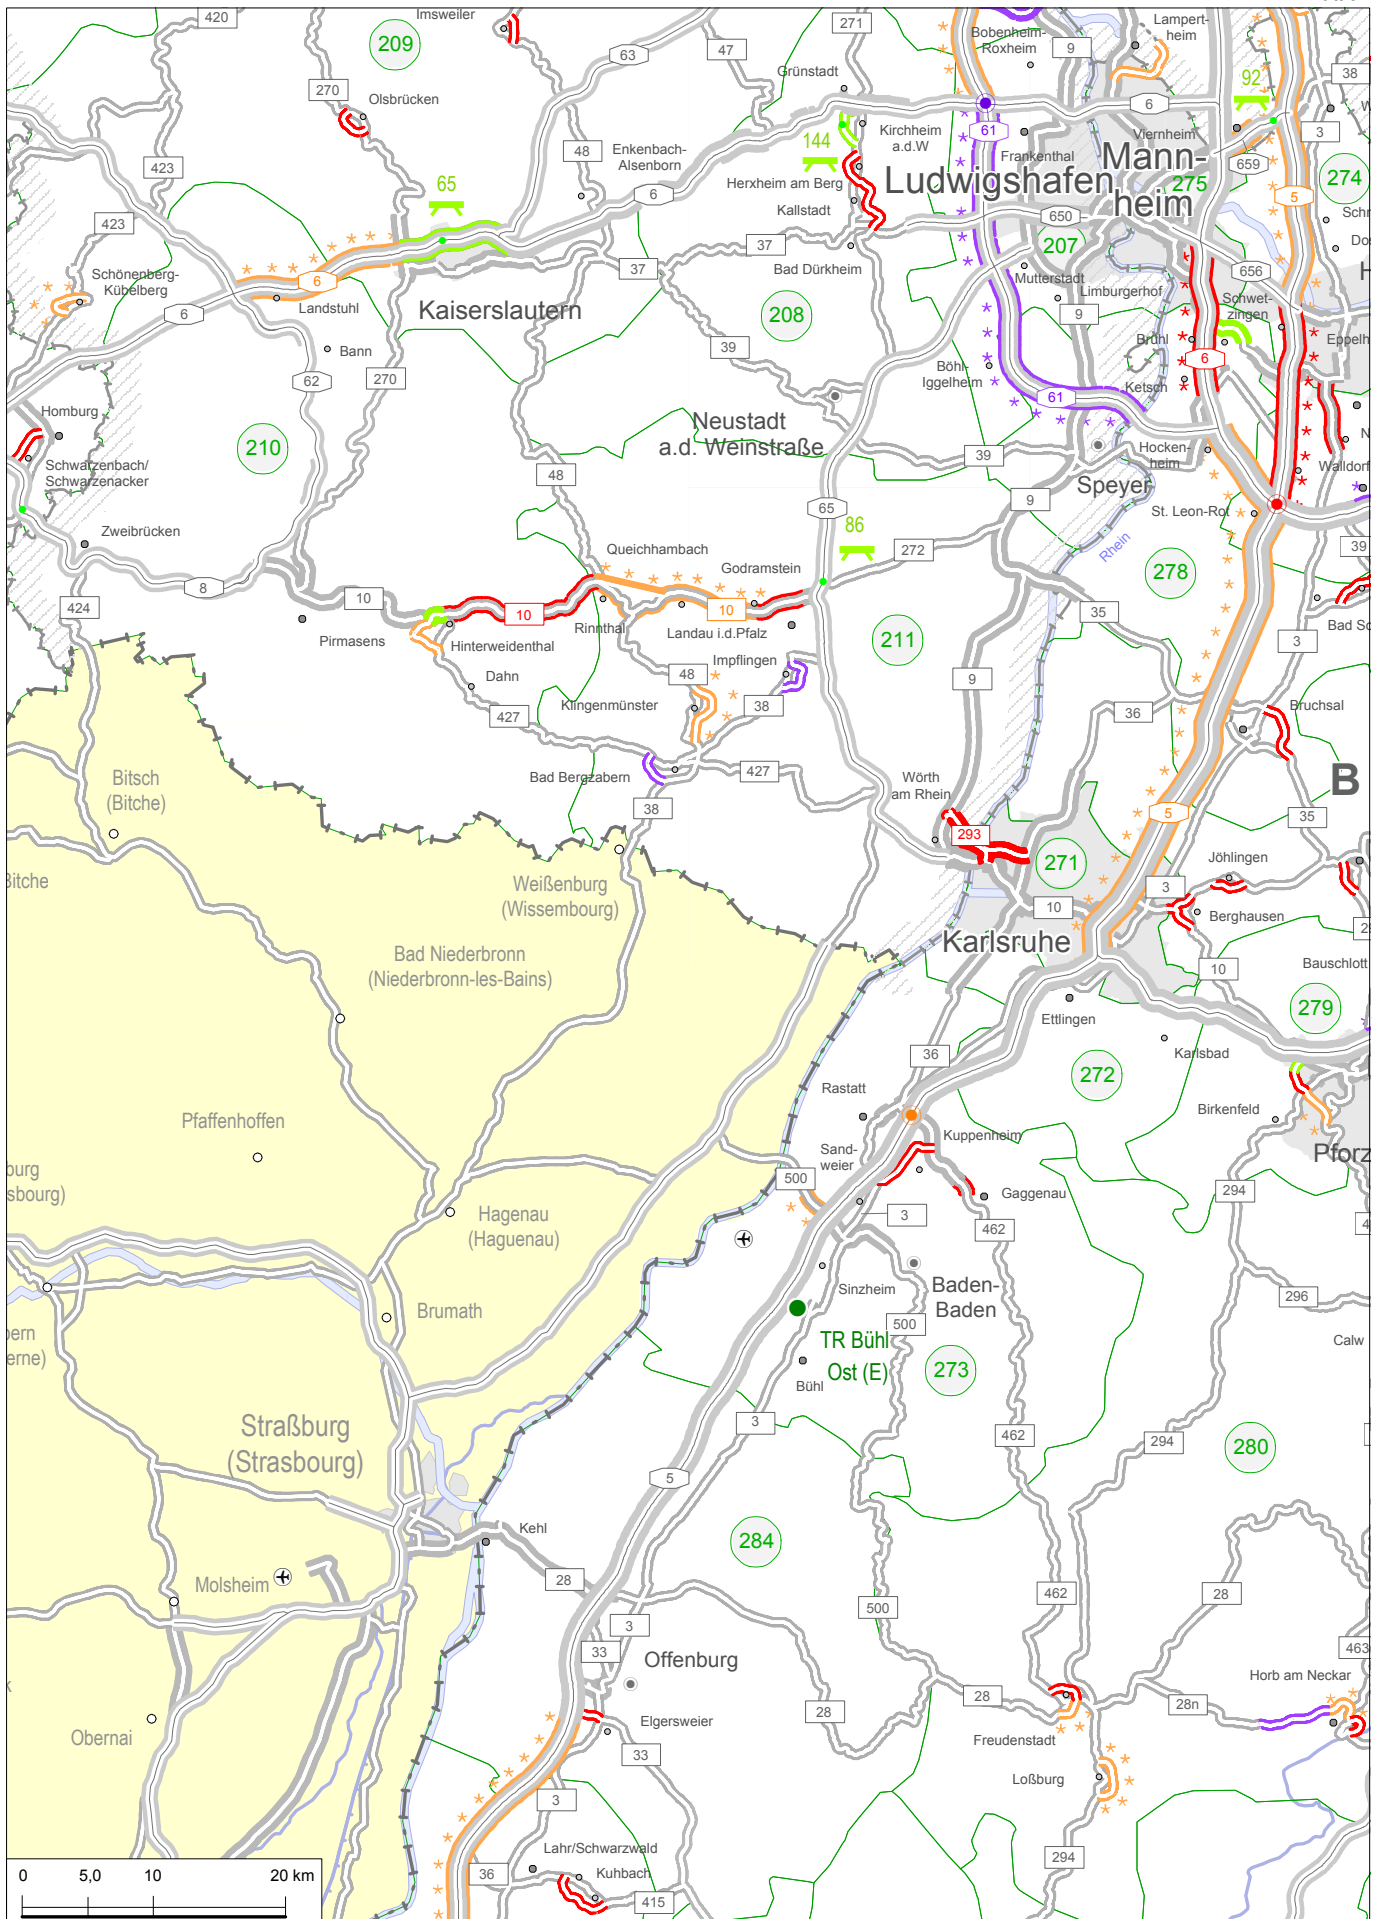 420
Imsweiler
209
63
47
271
Bobenheim-
Roxheim
9
Lampert-
heim
270
Olsbrücken
Grünstadt
92
38
6
61
Kirchheim
a.d.W
Viernheim
3
423
48
Enkenbach-
Alsenborn
144
Frankenthal
Mann-
heim
659
274
65
6
Herxheim am Berg
Ludwigshafen
275
5
Kallstadt
650
423
37
37
Bad Dürkheim
207
Schönenberg-
Kübelberg
6
Mutterstadt
656
6
Landstuhl
Kaiserslautern
208
Limburgerhof
Schwet-
zingen
9
Bann
39
Brühl
6
Eppelh
62
270
Böhl-
Iggelheim
Ketsch
61
Homburg
Neustadt
a.d. Weinstraße
210
39
Hocken-
heim
Schwarzenbach/
Schwarzenacker
48
Speyer
Walldorf
9
65
St. Leon-Rot
Zweibrücken
86
Rhein
39
Queichhambach
272
Godramstein
278
8
10
424
10
10
35
Pirmasens
Rinnthal
Landau i.d.Pfalz
211
3
Hinterweidenthal
Impflingen
Dahn
48
9
Klingenmünster
38
36
Bruchsal
427
Bitsch
(Bitche)
Bad Bergzabern
427
Wörth
am Rhein
B
38
5
35
293
271
Jöhlingen
Bitche
Weißenburg
(Wissembourg)
3
10
Berghausen
Karlsruhe
Bad Niederbronn
(Niederbronn-les-Bains)
10
Bauschlott
Ettlingen
279
36
Karlsbad
272
Rastatt
Pfaffenhoffen
Birkenfeld
Sand-
weier
Kuppenheim
Pforz
burg
sbourg)
500
Gaggenau
294
Hagenau
(Haguenau)
3
462
Baden-
Baden
Sinzheim
296
Brumath
500
TR Bühl
Ost (E)
Calw
Bühl
273
Straßburg
(Strasbourg)
3
462
294
280
5
Kehl
284
Molsheim
28
462
28
500
3
33
Offenburg
463
Horb am Neckar
28
28n
Elgersweier
28
Obernai
Freudenstadt
33
Loßburg
3
Lahr/Schwarzwald
294
36
Kuhbach
415
0
5,0
10
20 km